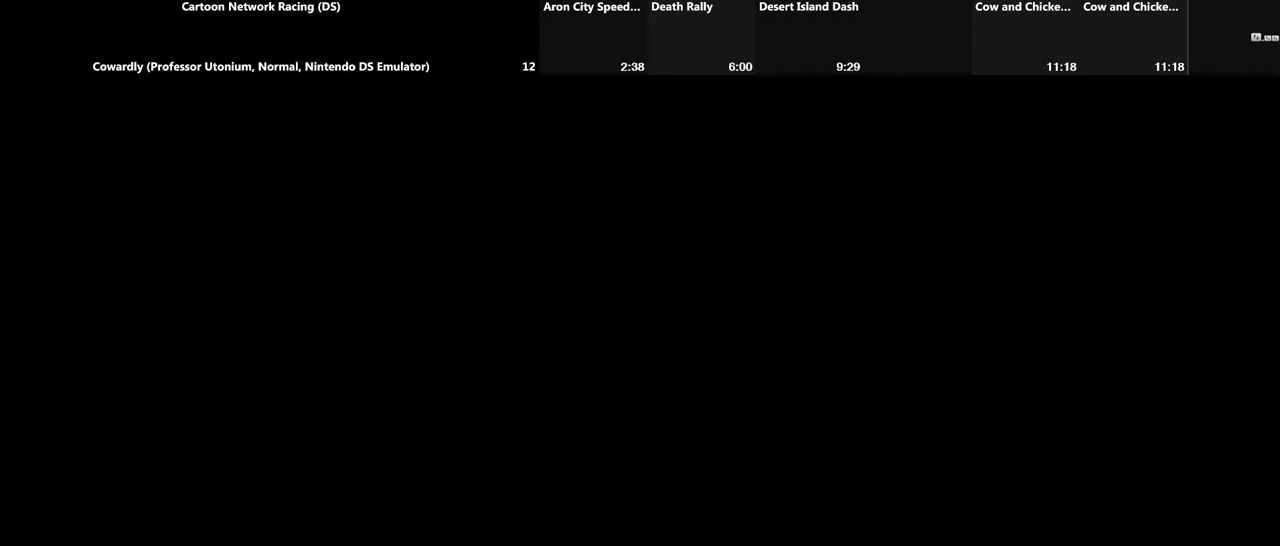 Cartoon Network Racing (DS) Aron City Speed... Death Rally Desert Island Dash Cow and Chicke... Cow and Chicke...
Cowardly (Professor Utonium, Normal, Nintendo DS Emulator) 12 2:38 6:00 9:29 11:18 11:18